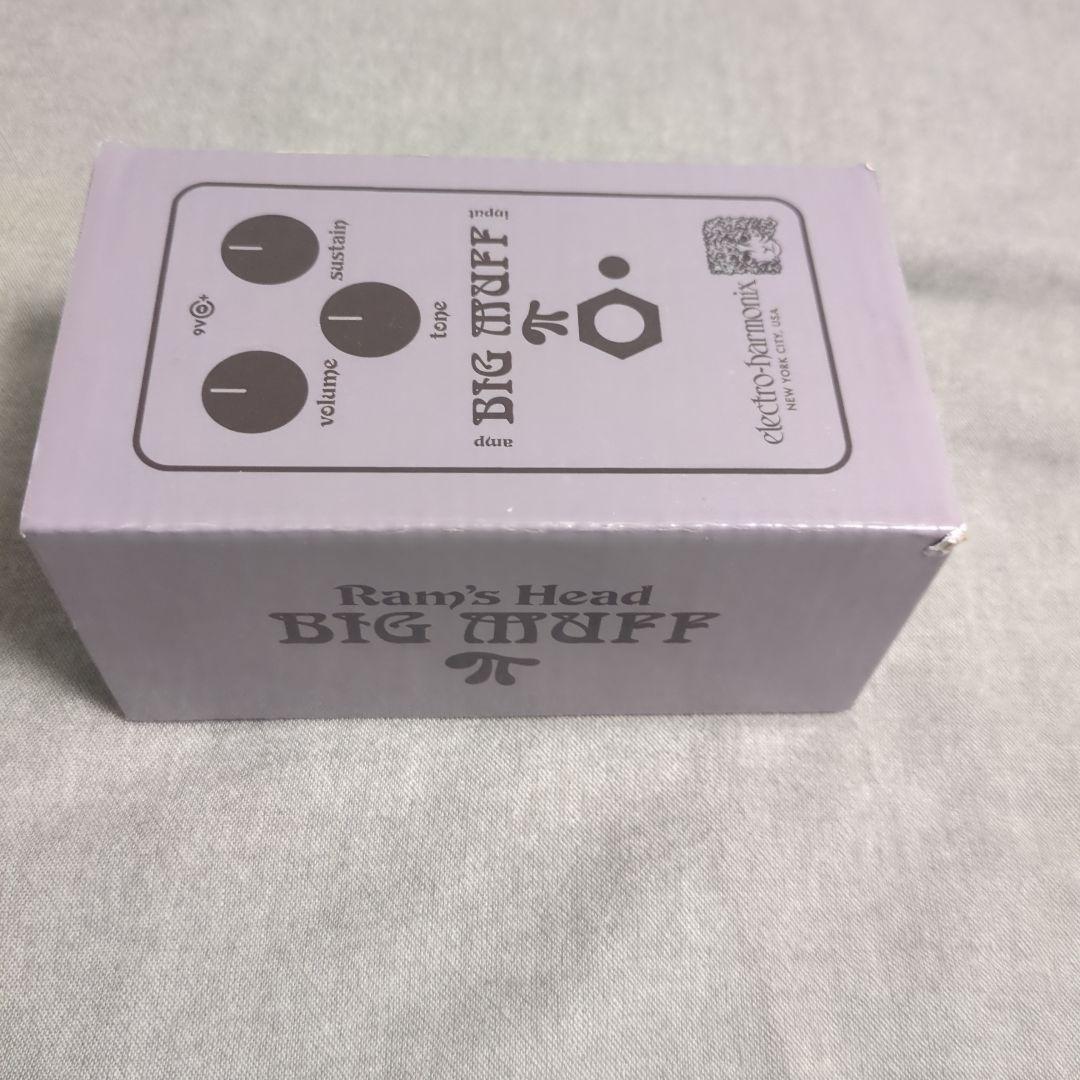 9V
sustain
volume
tone
input
amp
BIG MUFF
π
electro-harmonix
NEW YORK CITY, USA
Ram's Head
BIG MUFF
π